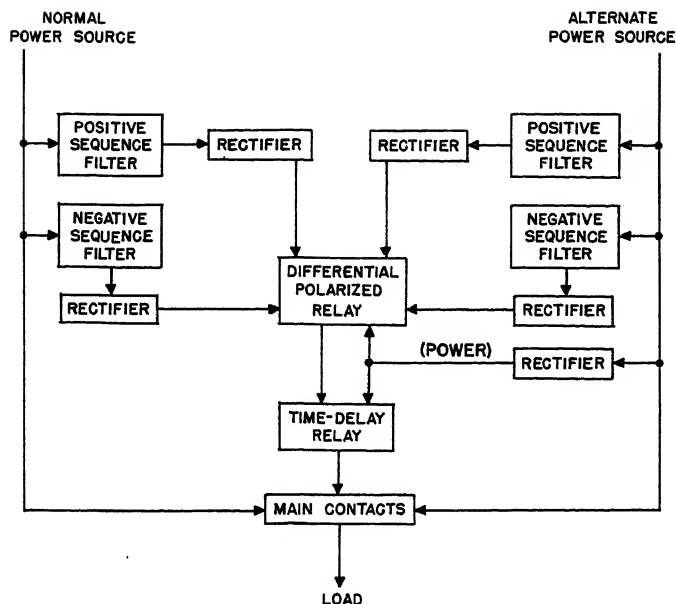 NORMAL
POWER SOURCE
ALTERNATE
POWER SOURCE
POSITIVE
SEQUENCE
FILTER
RECTIFIER
RECTIFIER
POSITIVE
SEQUENCE
FILTER
NEGATIVE
SEQUENCE
FILTER
DIFFERENTIAL
POLARIZED
RELAY
NEGATIVE
SEQUENCE
FILTER
RECTIFIER
RECTIFIER
(POWER)
RECTIFIER
TIME-DELAY
RELAY
MAIN CONTACTS
LOAD